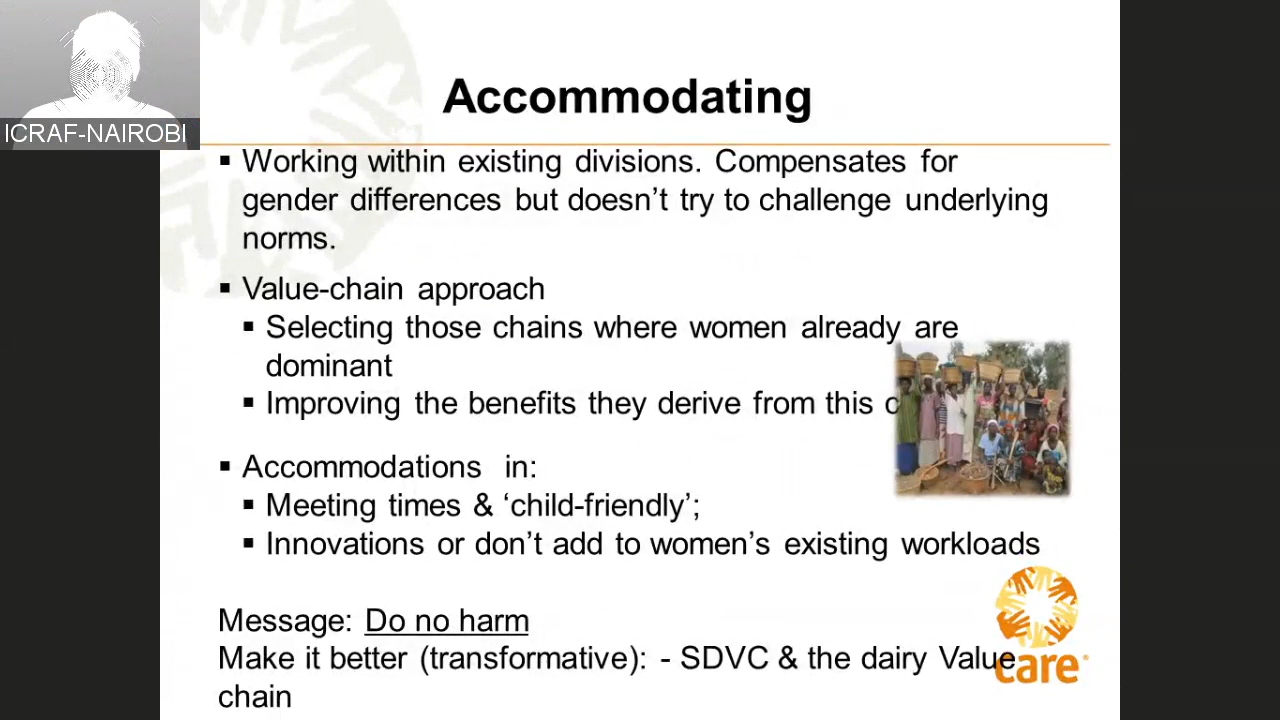 ICRAF-NAIROBI
Accommodating
▪ Working within existing divisions. Compensates for
gender differences but doesn’t try to challenge underlying
norms.
▪ Value-chain approach
▪ Selecting those chains where women already are
dominant
▪ Improving the benefits they derive from this
▪ Accommodations in:
▪ Meeting times & ‘child-friendly’;
▪ Innovations or don’t add to women’s existing workloads
Message: Do no harm
Make it better (transformative): - SDVC & the dairy Value
chain
care®